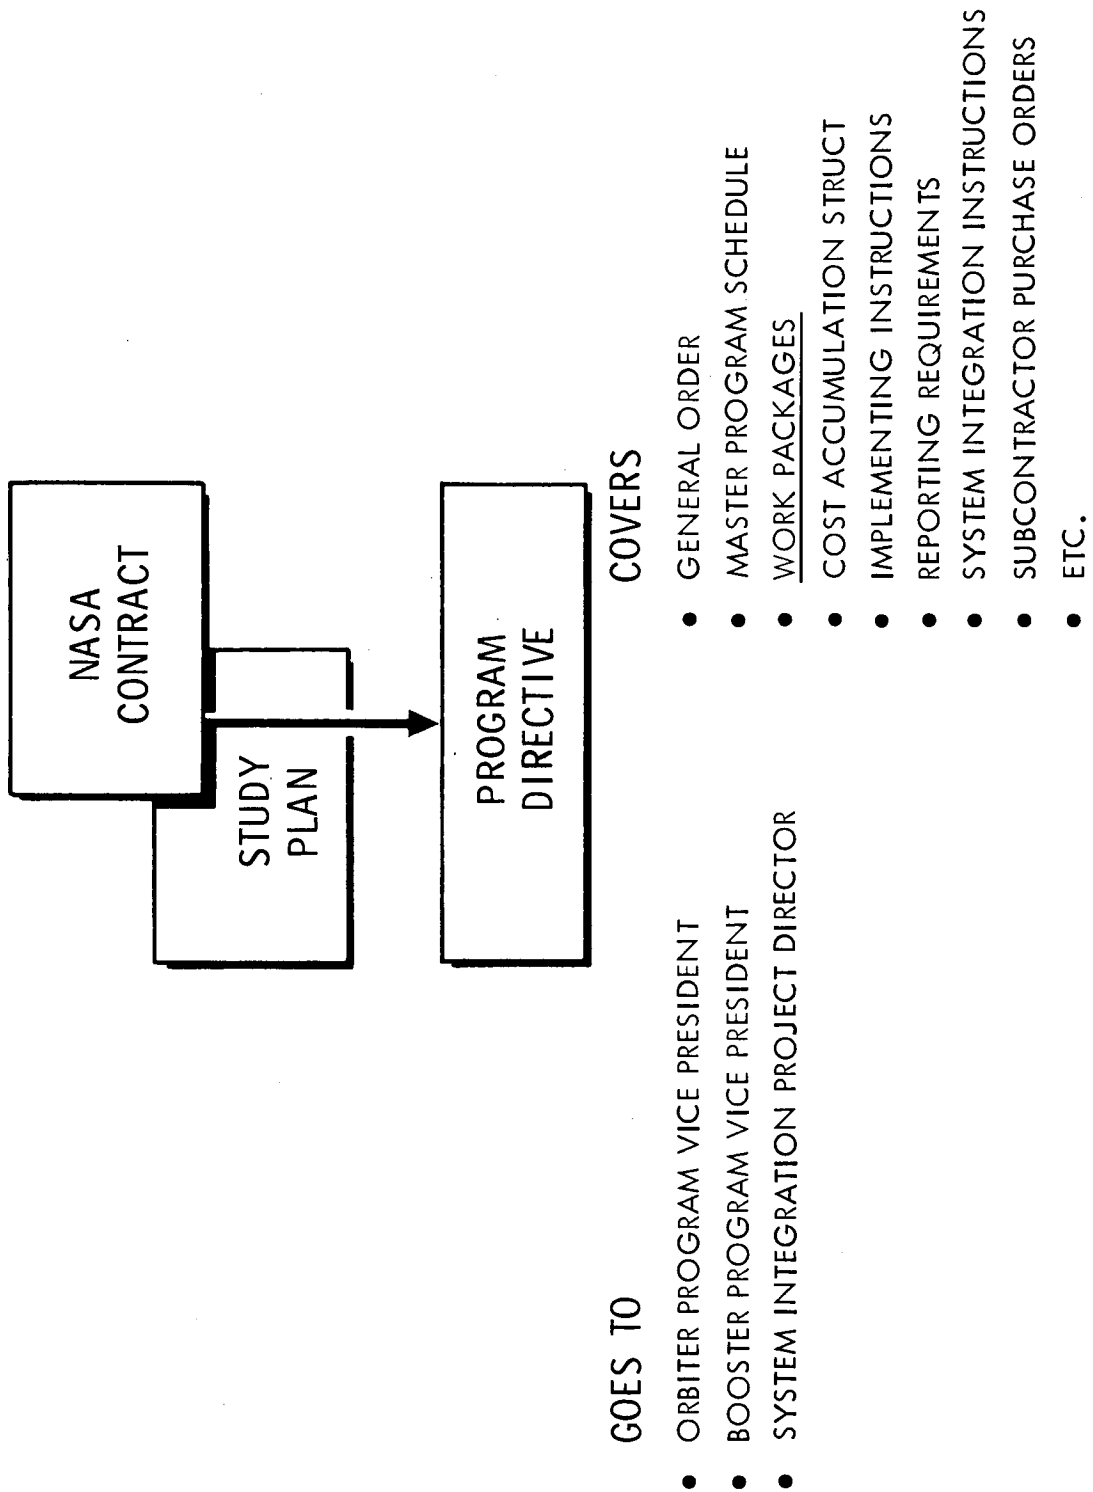 NASA
CONTRACT
STUDY
PLAN
PROGRAM
DIRECTIVE
GOES TO
• ORBITER PROGRAM VICE PRESIDENT
• BOOSTER PROGRAM VICE PRESIDENT
• SYSTEM INTEGRATION PROJECT DIRECTOR
COVERS
• GENERAL ORDER
• MASTER PROGRAM SCHEDULE
• WORK PACKAGES
• COST ACCUMULATION STRUCT
• IMPLEMENTING INSTRUCTIONS
• REPORTING REQUIREMENTS
• SYSTEM INTEGRATION INSTRUCTIONS
• SUBCONTRACTOR PURCHASE ORDERS
• ETC.